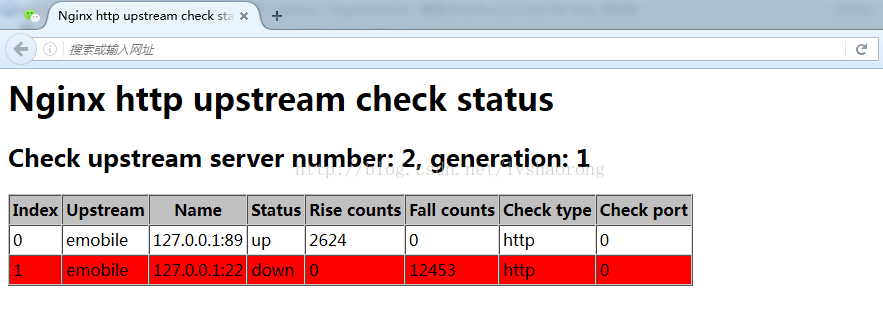 Nginx http upstream check sta
搜索或输入网址
Nginx http upstream check status
Check upstream server number: 2, generation: 1
http://blog.csdn.net/lvshaorong
Index Upstream Name Status Rise counts Fall counts Check type Check port
0 emobile 127.0.0.1:89 up 2624 0 http 0
1 emobile 127.0.0.1:22 down 0 12453 http 0